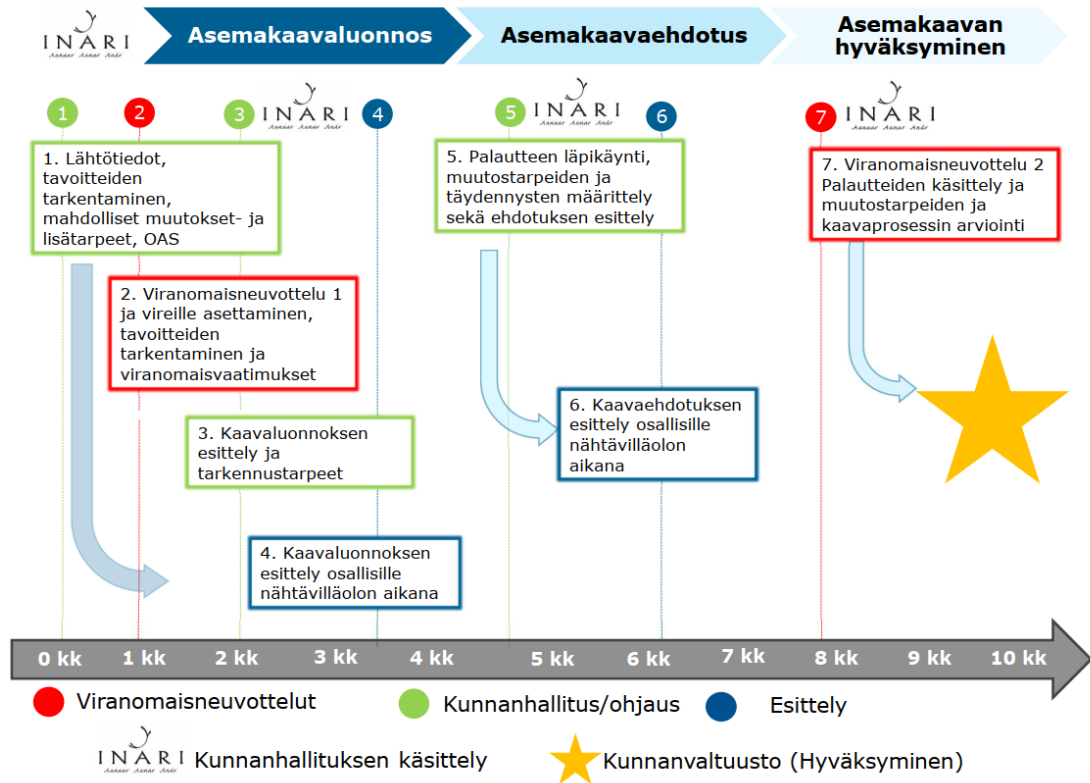 INARI
Aanaar Aanar Anár
Asemakaavaluonnos
Asemakaavaehdotus
Asemakaavan
hyväksyminen
1
2
3
INARI
Aanaar Aanar Anár
4
5
INARI
Aanaar Aanar Anár
6
7
INARI
Aanaar Aanar Anár
1. Lähtötiedot,
tavoitteiden
tarkentaminen,
mahdolliset muutokset- ja
lisätarpeet, OAS
2. Viranomaisneuvottelu 1
ja vireille asettaminen,
tavoitteiden
tarkentaminen ja
viranomaisvaatimukset
3. Kaavaluonnoksen
esittely ja
tarkennustarpeet
4. Kaavaluonnoksen
esittely osallisille
nähtävilläolon aikana
5. Palautteen läpikäynti,
muutostarpeiden ja
täydennysten määrittely
sekä ehdotuksen esittely
6. Kaavaehdotuksen
esittely osallisille
nähtävilläolon
aikana
7. Viranomaisneuvottelu 2
Palautteiden käsittely ja
muutostarpeiden ja
kaavaprosessin arviointi
0 kk 1 kk 2 kk 3 kk 4 kk 5 kk 6 kk 7 kk 8 kk 9 kk 10 kk
Viranomaisneuvottelut
Kunnanhallitus/ohjaus
Esittely
INARI
Aanaar Aanar Anár
Kunnanhallituksen käsittely
Kunnanvaltuusto (Hyväksyminen)